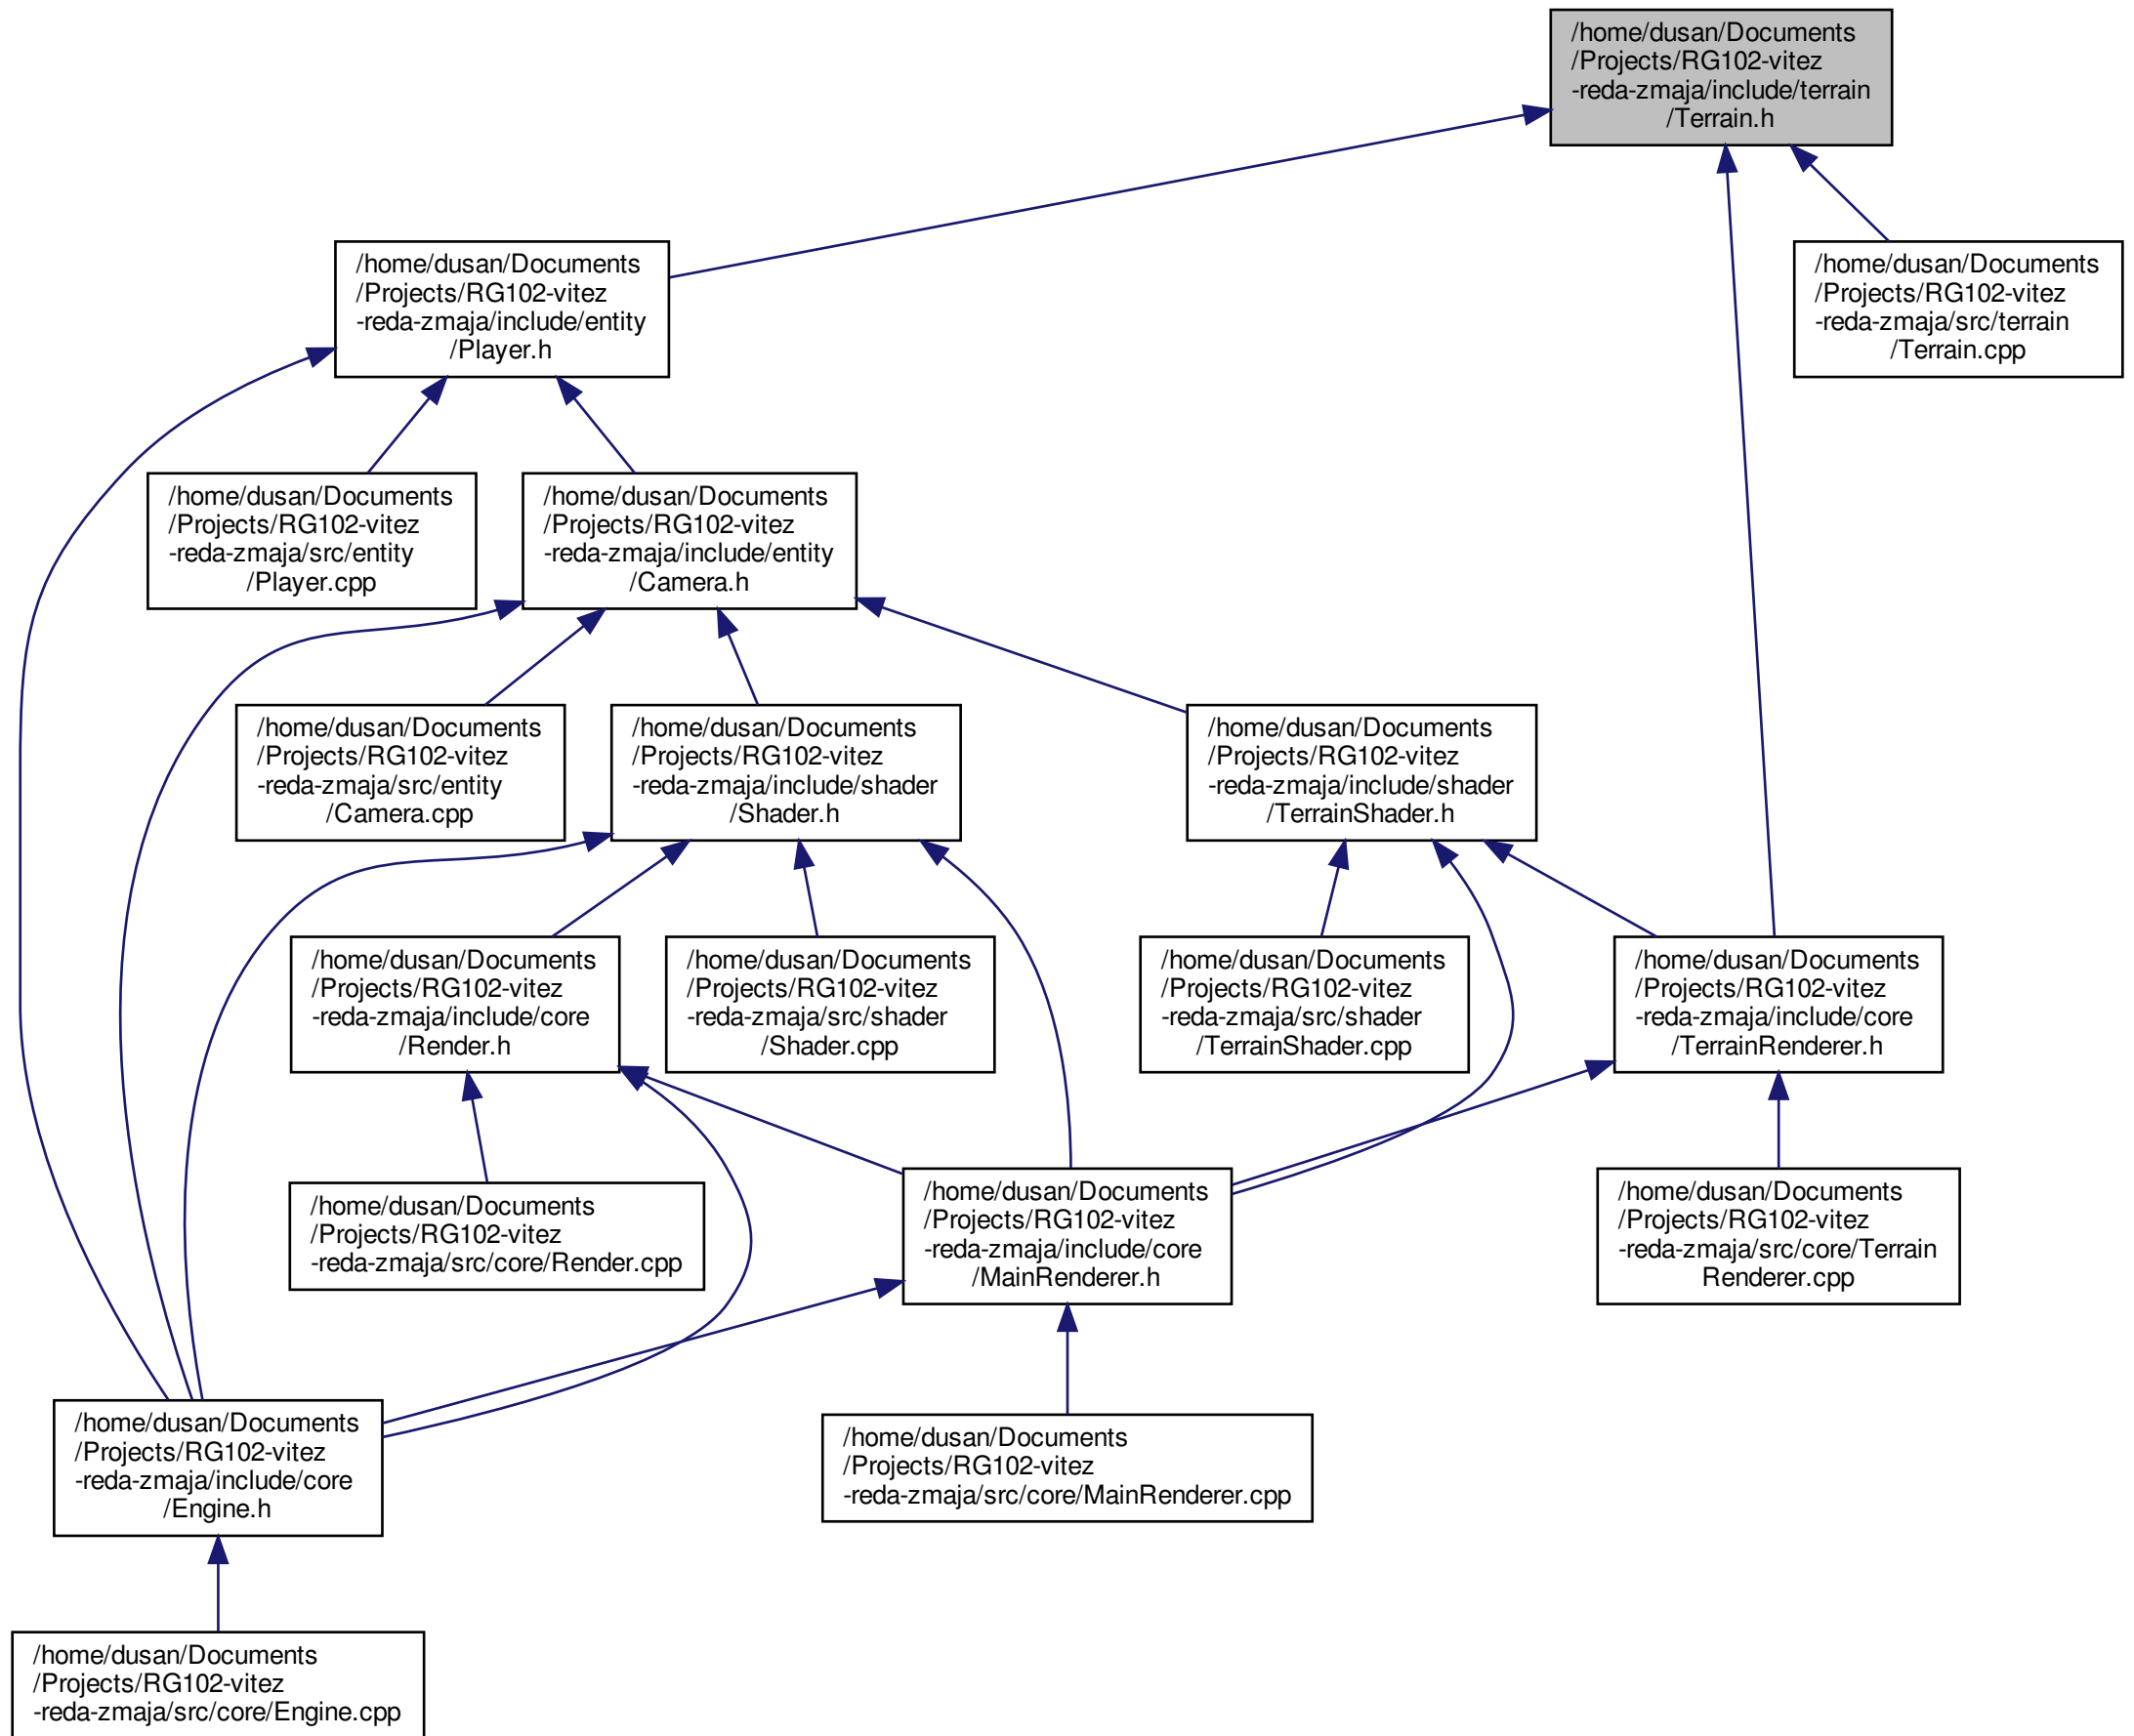 /home/dusan/Documents
/Projects/RG102-vitez
-reda-zmaja/include/terrain
/Terrain.h
/home/dusan/Documents
/Projects/RG102-vitez
-reda-zmaja/include/entity
/Player.h
/home/dusan/Documents
/Projects/RG102-vitez
-reda-zmaja/src/terrain
/Terrain.cpp
/home/dusan/Documents
/Projects/RG102-vitez
-reda-zmaja/src/entity
/Player.cpp
/home/dusan/Documents
/Projects/RG102-vitez
-reda-zmaja/include/entity
/Camera.h
/home/dusan/Documents
/Projects/RG102-vitez
-reda-zmaja/src/entity
/Camera.cpp
/home/dusan/Documents
/Projects/RG102-vitez
-reda-zmaja/include/shader
/Shader.h
/home/dusan/Documents
/Projects/RG102-vitez
-reda-zmaja/include/shader
/TerrainShader.h
/home/dusan/Documents
/Projects/RG102-vitez
-reda-zmaja/include/core
/Render.h
/home/dusan/Documents
/Projects/RG102-vitez
-reda-zmaja/src/shader
/Shader.cpp
/home/dusan/Documents
/Projects/RG102-vitez
-reda-zmaja/src/shader
/TerrainShader.cpp
/home/dusan/Documents
/Projects/RG102-vitez
-reda-zmaja/include/core
/TerrainRenderer.h
/home/dusan/Documents
/Projects/RG102-vitez
-reda-zmaja/src/core/Render.cpp
/home/dusan/Documents
/Projects/RG102-vitez
-reda-zmaja/include/core
/MainRenderer.h
/home/dusan/Documents
/Projects/RG102-vitez
-reda-zmaja/src/core/Terrain
Renderer.cpp
/home/dusan/Documents
/Projects/RG102-vitez
-reda-zmaja/include/core
/Engine.h
/home/dusan/Documents
/Projects/RG102-vitez
-reda-zmaja/src/core/MainRenderer.cpp
/home/dusan/Documents
/Projects/RG102-vitez
-reda-zmaja/src/core/Engine.cpp